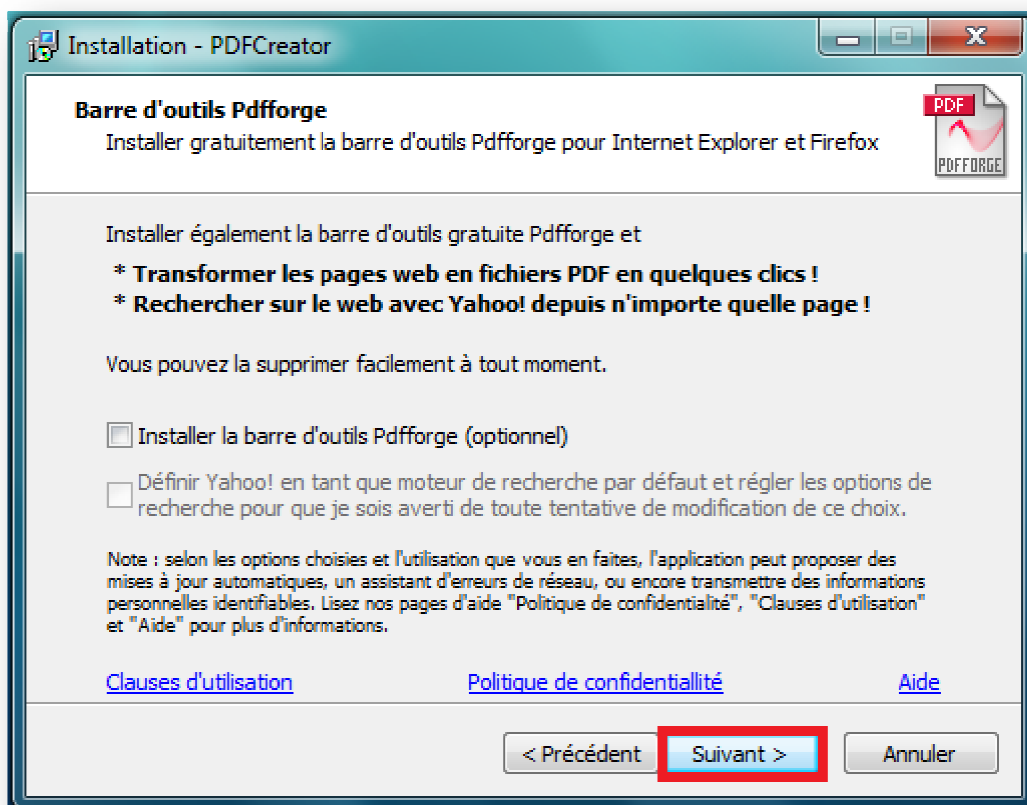 Installation - PDFCreator
Barre d'outils Pdfforge
Installer gratuitement la barre d'outils Pdfforge pour Internet Explorer et Firefox
PDF
PDFFORGE
Installer également la barre d'outils gratuite Pdfforge et
* Transformer les pages web en fichiers PDF en quelques clics !
* Rechercher sur le web avec Yahoo! depuis n'importe quelle page !
Vous pouvez la supprimer facilement à tout moment.
Installer la barre d'outils Pdfforge (optionnel)
Définir Yahoo! en tant que moteur de recherche par défaut et régler les options de
recherche pour que je sois averti de toute tentative de modification de ce choix.
Note : selon les options choisies et l'utilisation que vous en faites, l'application peut proposer des
mises à jour automatiques, un assistant d'erreurs de réseau, ou encore transmettre des informations
personnelles identifiables. Lisez nos pages d'aide "Politique de confidentialité", "Clauses d'utilisation"
et "Aide" pour plus d'informations.
Clauses d'utilisation Politique de confidentiallité Aide
< Précédent Suivant > Annuler